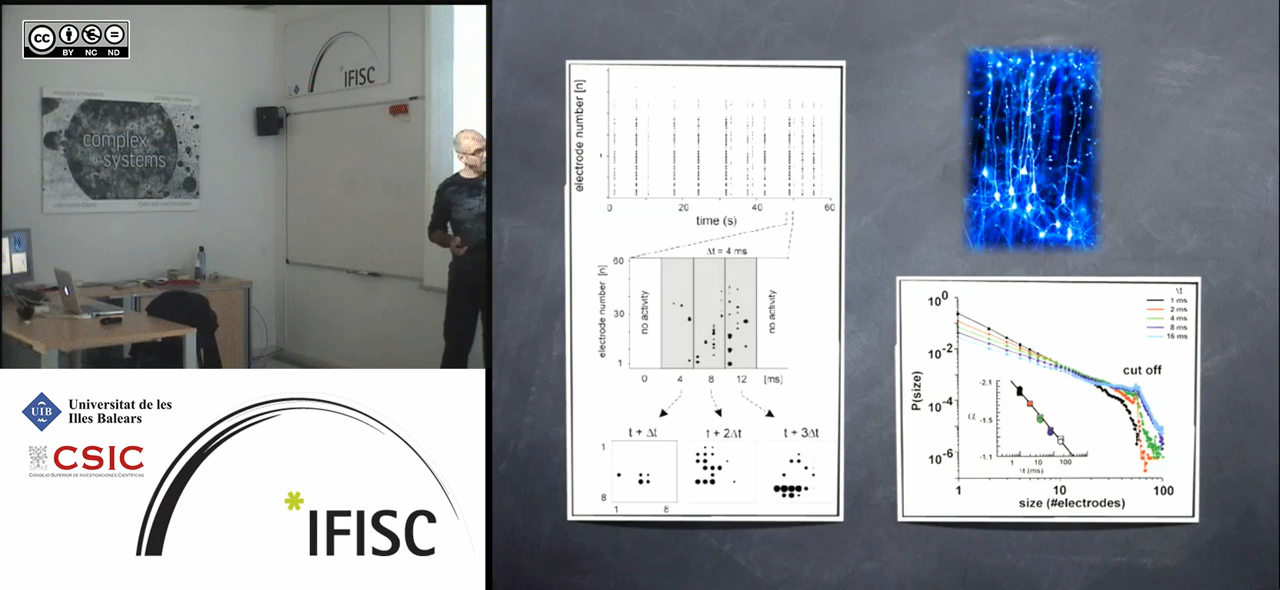 cc
BY NC ND
IFISC
complex
systems
Universitat de les
Illes Balears
UIB
CSIC
CONSEJO SUPERIOR DE INVESTIGACIONES CIENTÍFICAS
*IFISC
electrode number [n]
1
0 20 40 60
time (s)
Δt = 4 ms
60
30
1
electrode number [n]
no activity
no activity
0 4 8 12 [ms]
t + Δt
t + 2Δt
t + 3Δt
1
8
1 8
10^0
10^-2
10^-4
10^-6
P(size)
Δt
1 ms
2 ms
4 ms
8 ms
16 ms
cut off
-2.1
-1.5
-1.1
α
1 10 100
Δt (ms)
1 10 100
size (#electrodes)